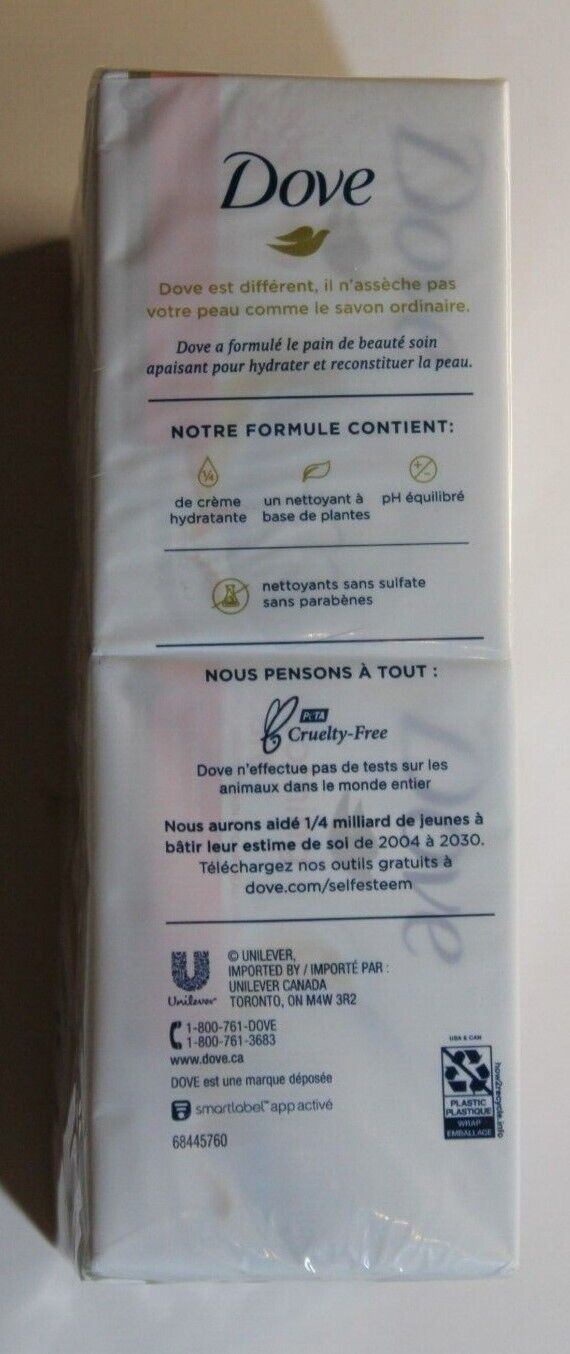 Dove
Dove est différent, il n'assèche pas
votre peau comme le savon ordinaire.
Dove a formulé le pain de beauté soin
apaisant pour hydrater et reconstituer la peau.
NOTRE FORMULE CONTIENT:
1/4
de crème
hydratante
un nettoyant à
base de plantes
pH équilibré
nettoyants sans sulfate
sans parabènes
NOUS PENSONS À TOUT :
PETA
Cruelty-Free
Dove n'effectue pas de tests sur les
animaux dans le monde entier
Nous aurons aidé 1/4 milliard de jeunes à
bâtir leur estime de soi de 2004 à 2030.
Téléchargez nos outils gratuits à
dove.com/selfesteem
Unilever
© UNILEVER,
IMPORTED BY / IMPORTÉ PAR :
UNILEVER CANADA
TORONTO, ON M4W 3R2
1-800-761-DOVE
1-800-761-3683
www.dove.ca
DOVE est une marque déposée
smartlabel™ app activé
68445760
USA & CAN
PLASTIC
PLASTIQUE
WRAP
EMBALLAGE
how2recycle.info
Dove
Dove